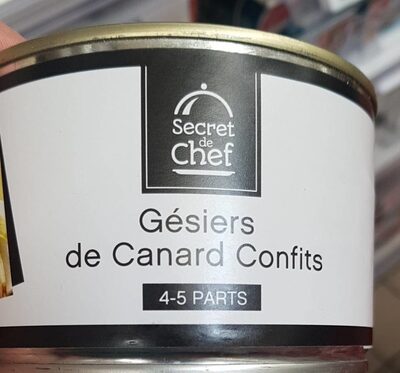 Secret
de
Chef
Gésiers
de Canard Confits
4-5 PARTS